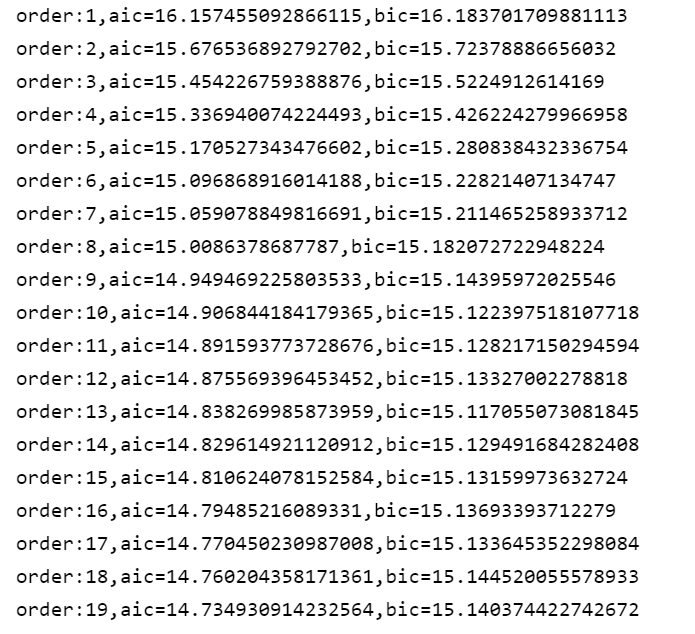 order:1,aic=16.157455092866115,bic=16.183701709881113
order:2,aic=15.676536892792702,bic=15.72378886656032
order:3,aic=15.454226759388876,bic=15.5224912614169
order:4,aic=15.336940074224493,bic=15.426224279966958
order:5,aic=15.170527343476602,bic=15.280838432336754
order:6,aic=15.096868916014188,bic=15.22821407134747
order:7,aic=15.059078849816691,bic=15.211465258933712
order:8,aic=15.0086378687787,bic=15.182072722948224
order:9,aic=14.949469225803533,bic=15.14395972025546
order:10,aic=14.906844184179365,bic=15.122397518107718
order:11,aic=14.891593773728676,bic=15.128217150294594
order:12,aic=14.875569396453452,bic=15.13327002278818
order:13,aic=14.838269985873959,bic=15.117055073081845
order:14,aic=14.829614921120912,bic=15.129491684282408
order:15,aic=14.810624078152584,bic=15.13159973632724
order:16,aic=14.79485216089331,bic=15.13693393712279
order:17,aic=14.770450230987008,bic=15.133645352298084
order:18,aic=14.760204358171361,bic=15.144520055578933
order:19,aic=14.734930914232564,bic=15.140374422742672